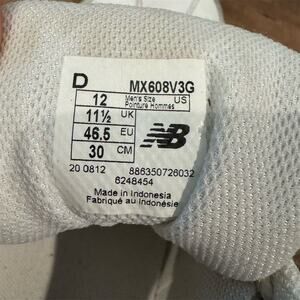 D MX608V3G
12 Men's Size US
Pointure Hommes
11½ UK
46.5 EU
30 CM
NB
20 0812 886350726032
6248454
Made in Indonesia
Fabriqué au Indonésie